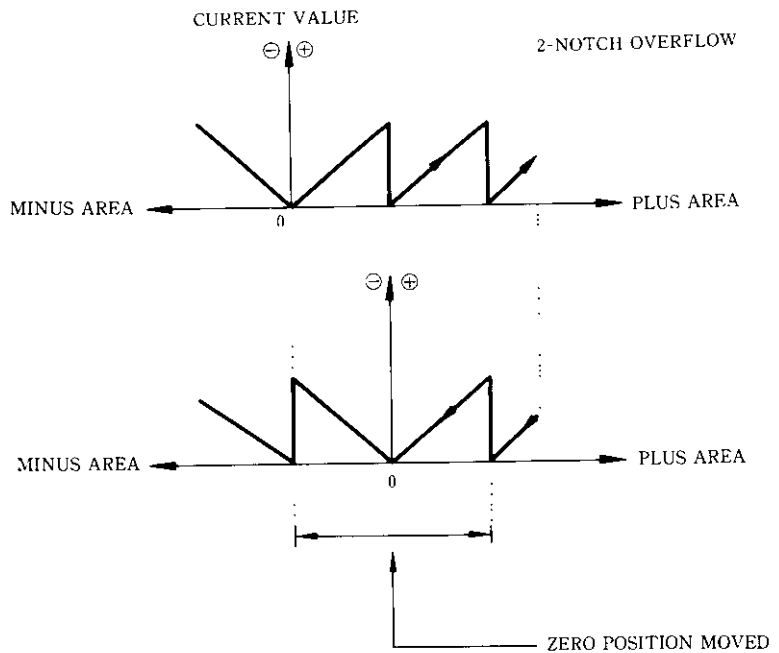 CURRENT VALUE
2-NOTCH OVERFLOW
⊖ ⊕
MINUS AREA
PLUS AREA
0
⊖ ⊕
MINUS AREA
PLUS AREA
0
ZERO POSITION MOVED